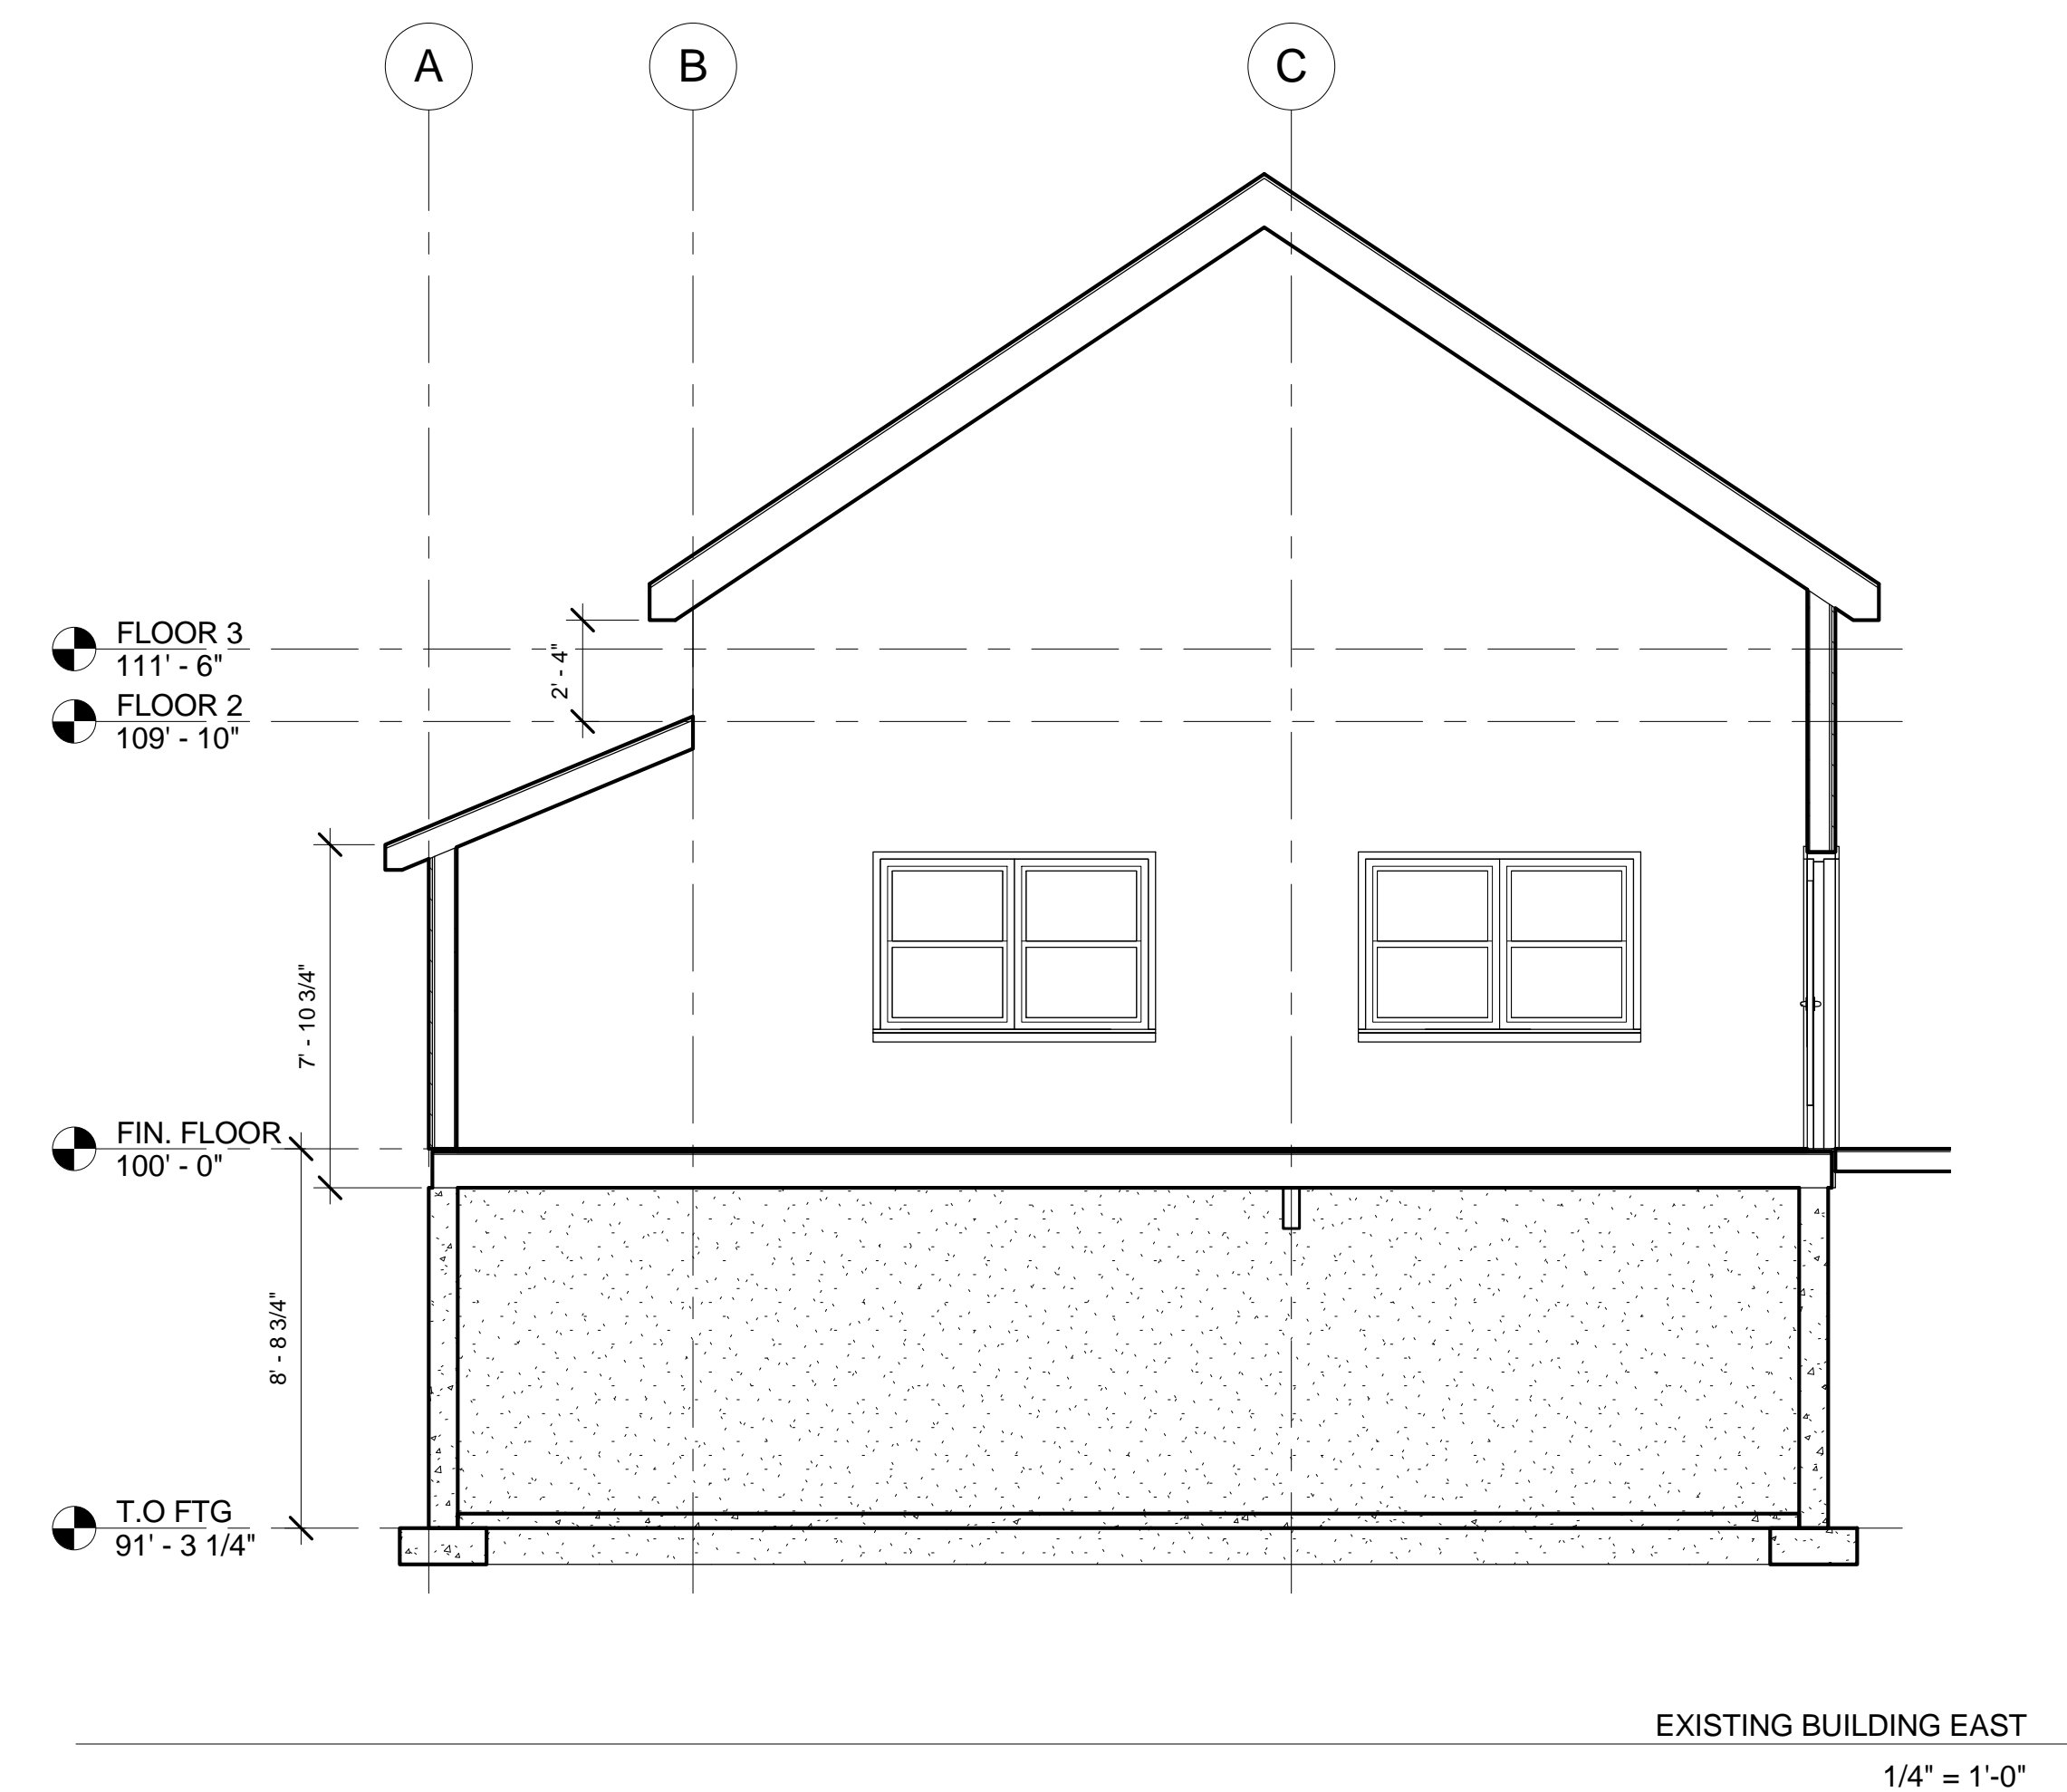 A
B
C
FLOOR 3
111' - 6"
2' - 4"
FLOOR 2
109' - 10"
7' - 10 3/4"
FIN. FLOOR
100' - 0"
8' - 8 3/4"
T.O FTG
91' - 3 1/4"
EXISTING BUILDING EAST
1/4" = 1'-0"